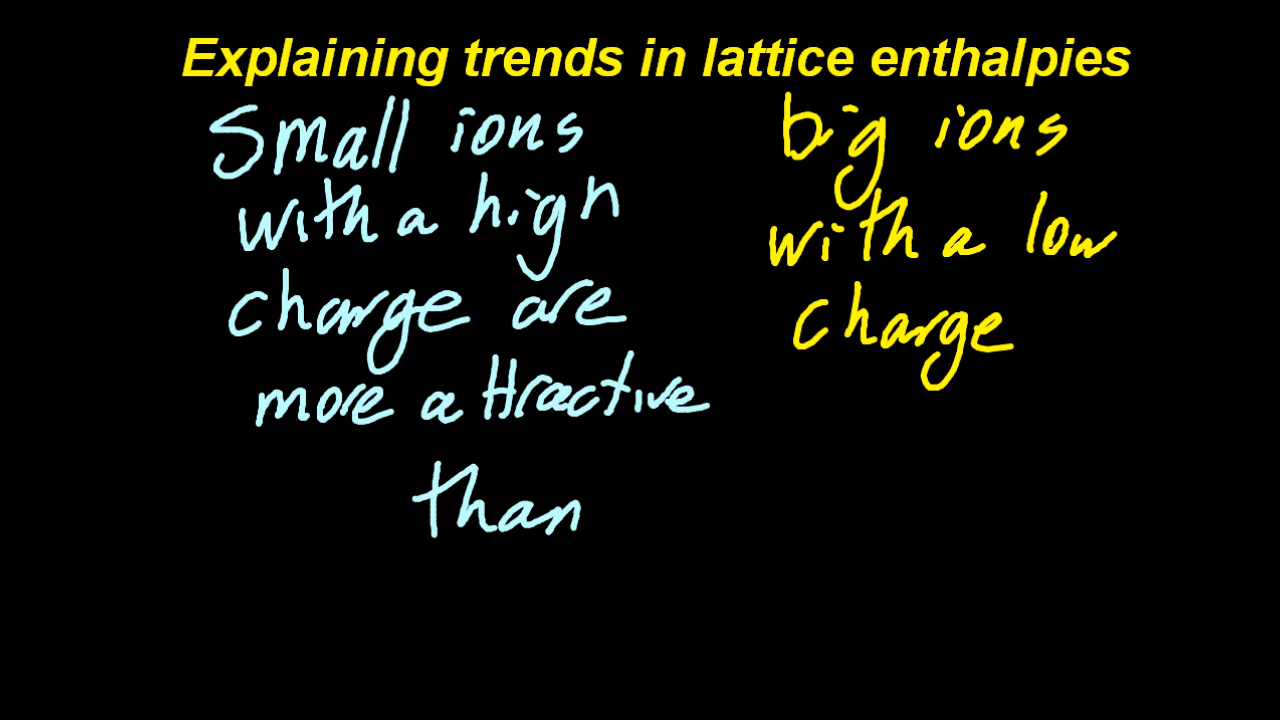 Explaining trends in lattice enthalpies
Small ions
with a high
charge are
more attractive
than
big ions
with a low
charge